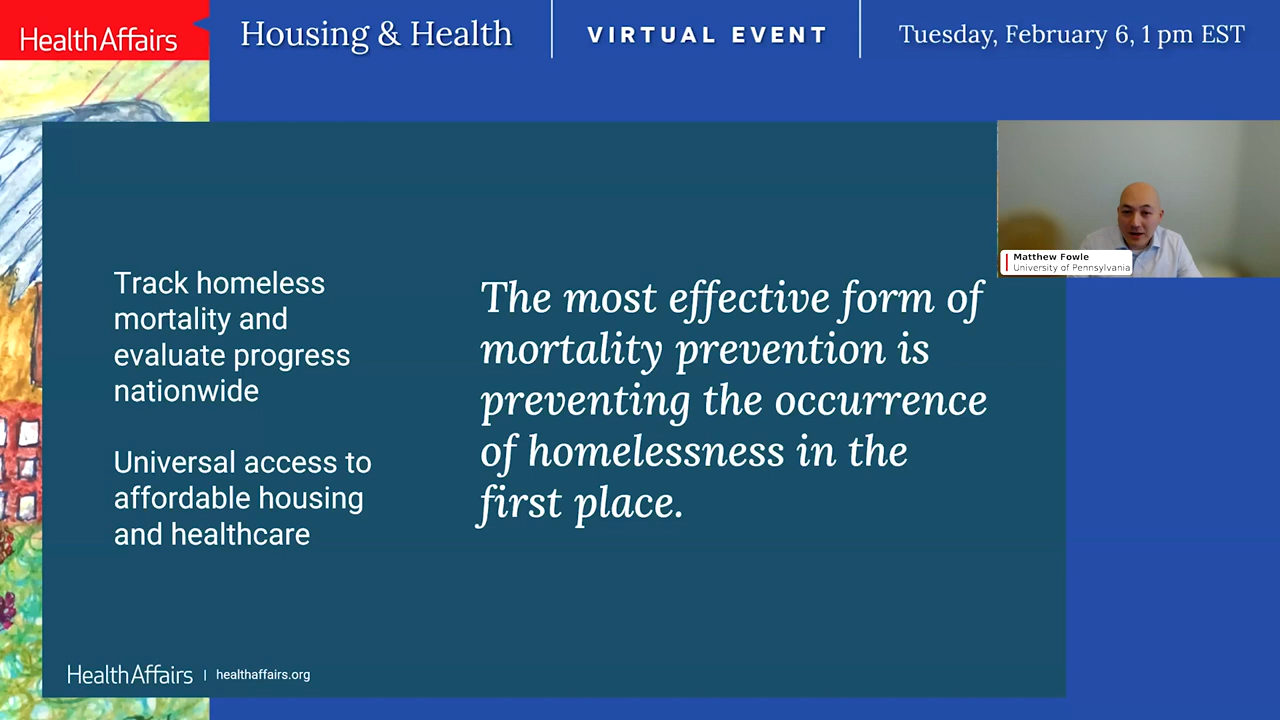 HealthAffairs
Housing & Health
VIRTUAL EVENT
Tuesday, February 6, 1 pm EST
Matthew Fowle
University of Pennsylvania
Track homeless
mortality and
evaluate progress
nationwide
Universal access to
affordable housing
and healthcare
The most effective form of
mortality prevention is
preventing the occurrence
of homelessness in the
first place.
HealthAffairs | healthaffairs.org